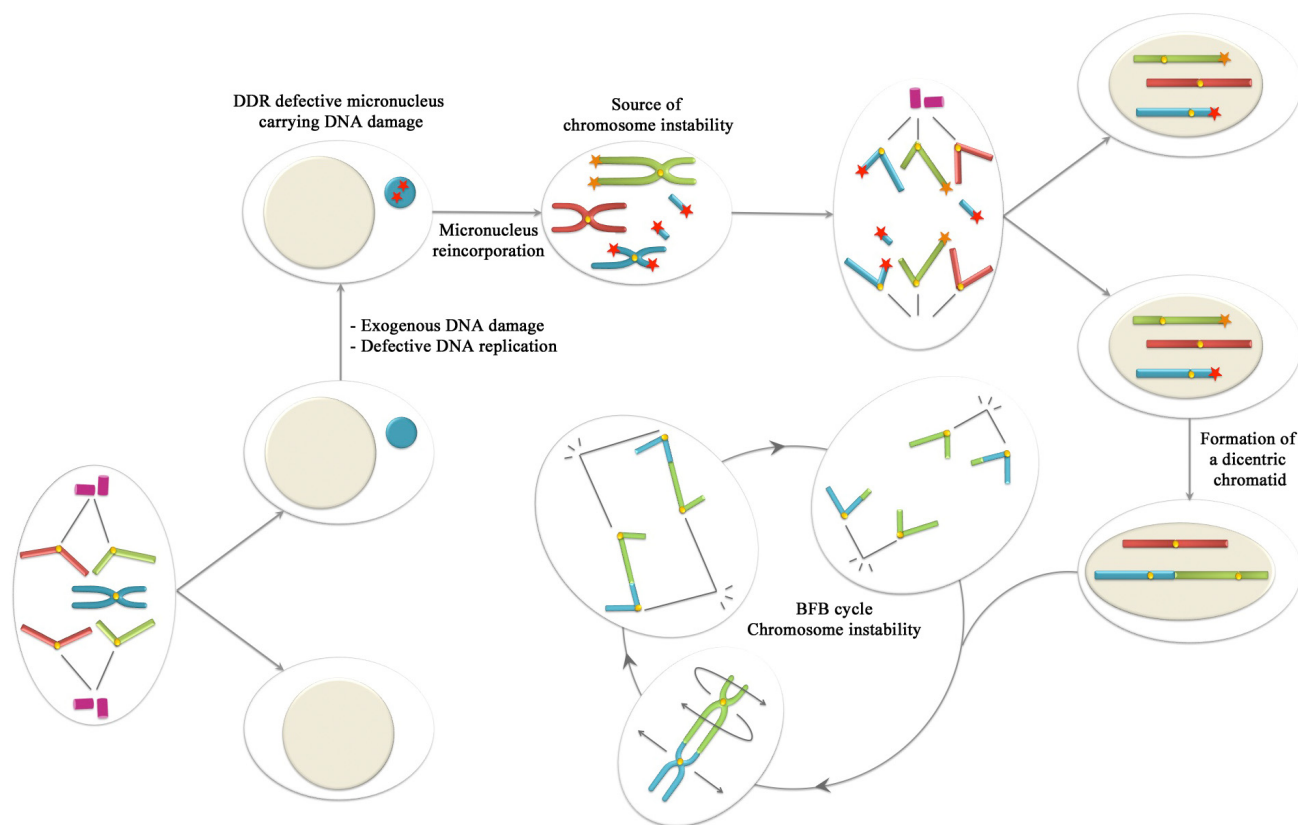 DDR defective micronucleus
carrying DNA damage
Source of
chromosome instability
Micronucleus
reincorporation
- Exogenous DNA damage
- Defective DNA replication
Formation of
a dicentric
chromatid
BFB cycle
Chromosome instability